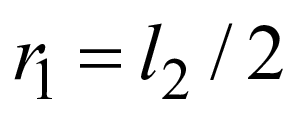 r₁ = l₂ / 2